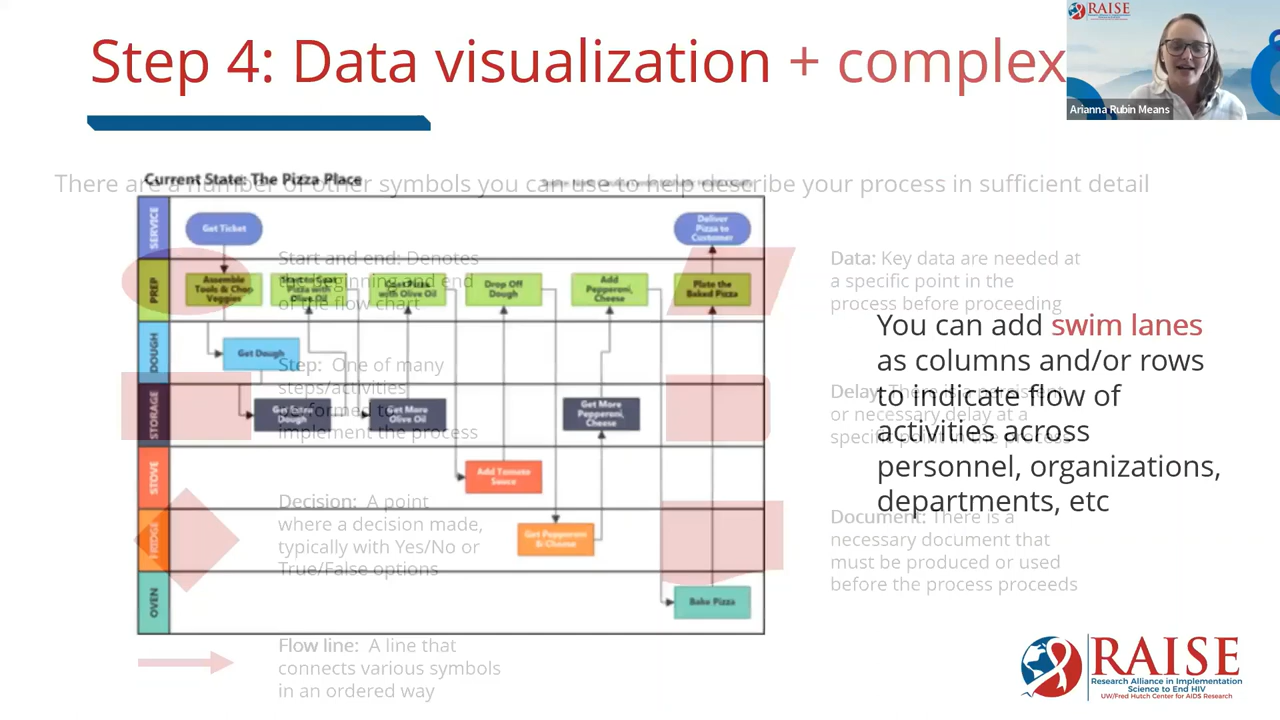 Step 4: Data visualization + complex
RAISE
Arianna Rubin Means
There are a number of other symbols you can use to help describe your process in sufficient detail
Current State: The Pizza Place
SERVICE
Get Ticket
Deliver
Pizza to
Customer
PREP
Assemble
Tools & Chop
Veggies
Pizza with
Olive Oil
Coat Pizza
with Olive Oil
Drop Off
Dough
Add
Pepperoni,
Cheese
Plate the
Baked Pizza
DOUGH
Get Dough
STORAGE
Get Extra
Dough
Get More
Olive Oil
Get More
Pepperoni,
Cheese
STOVE
Add Tomato
Sauce
FRIDGE
Get Pepperoni
& Cheese
OVEN
Bake Pizza
Start and end: Denotes
the beginning and end
of the flow chart
Step: One of many
steps/activities
performed to
implement the process
Decision: A point
where a decision made,
typically with Yes/No or
True/False options
Flow line: A line that
connects various symbols
in an ordered way
Data: Key data are needed at
a specific point in the
process before proceeding
Delay: There is a
or necessary delay at a
specific point in the process
Document: There is a
necessary document that
must be produced or used
before the process proceeds
You can add swim lanes
as columns and/or rows
to indicate flow of
activities across
personnel, organizations,
departments, etc
RAISE
Research Alliance in Implementation
Science to End HIV
UW/Fred Hutch Center for AIDS Research